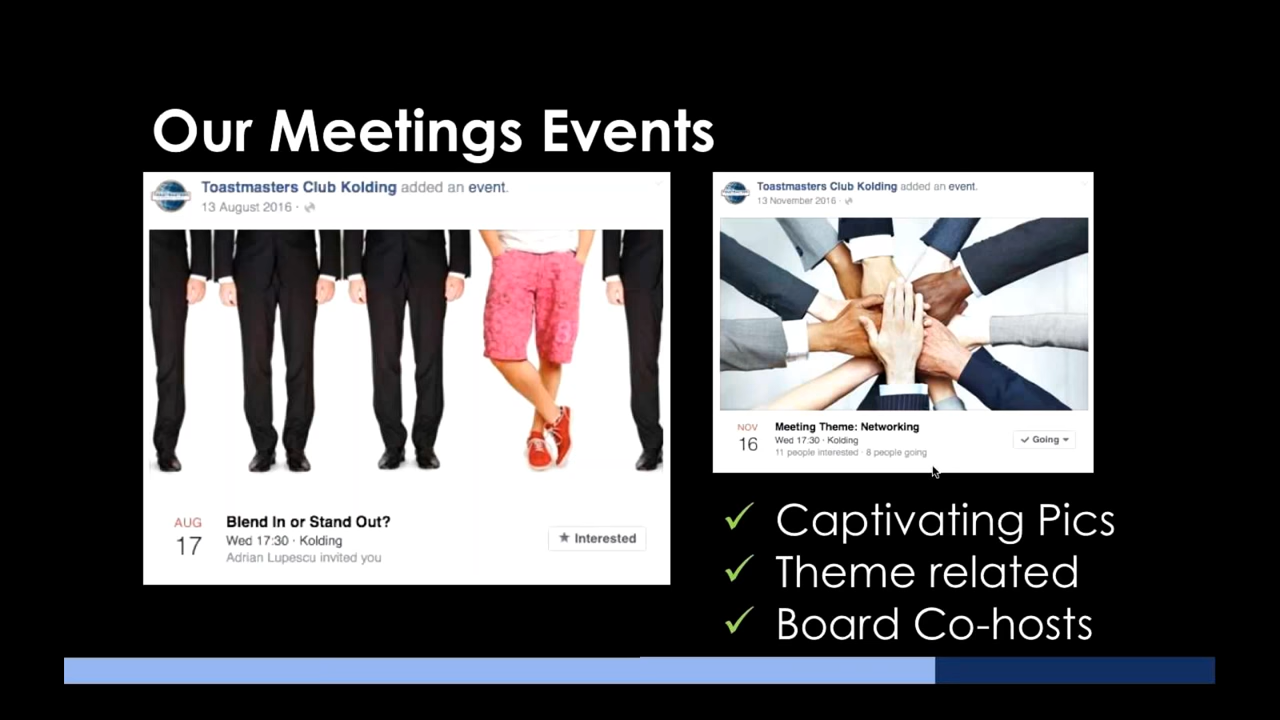 Our Meetings Events
Toastmasters Club Kolding added an event.
13 August 2016 ·
AUG
17
Blend In or Stand Out?
Wed 17:30 · Kolding
Adrian Lupescu invited you
★ Interested
Toastmasters Club Kolding added an event.
13 November 2016 ·
NOV
16
Meeting Theme: Networking
Wed 17:30 · Kolding
11 people interested · 8 people going
✓ Going
✓ Captivating Pics
✓ Theme related
✓ Board Co-hosts